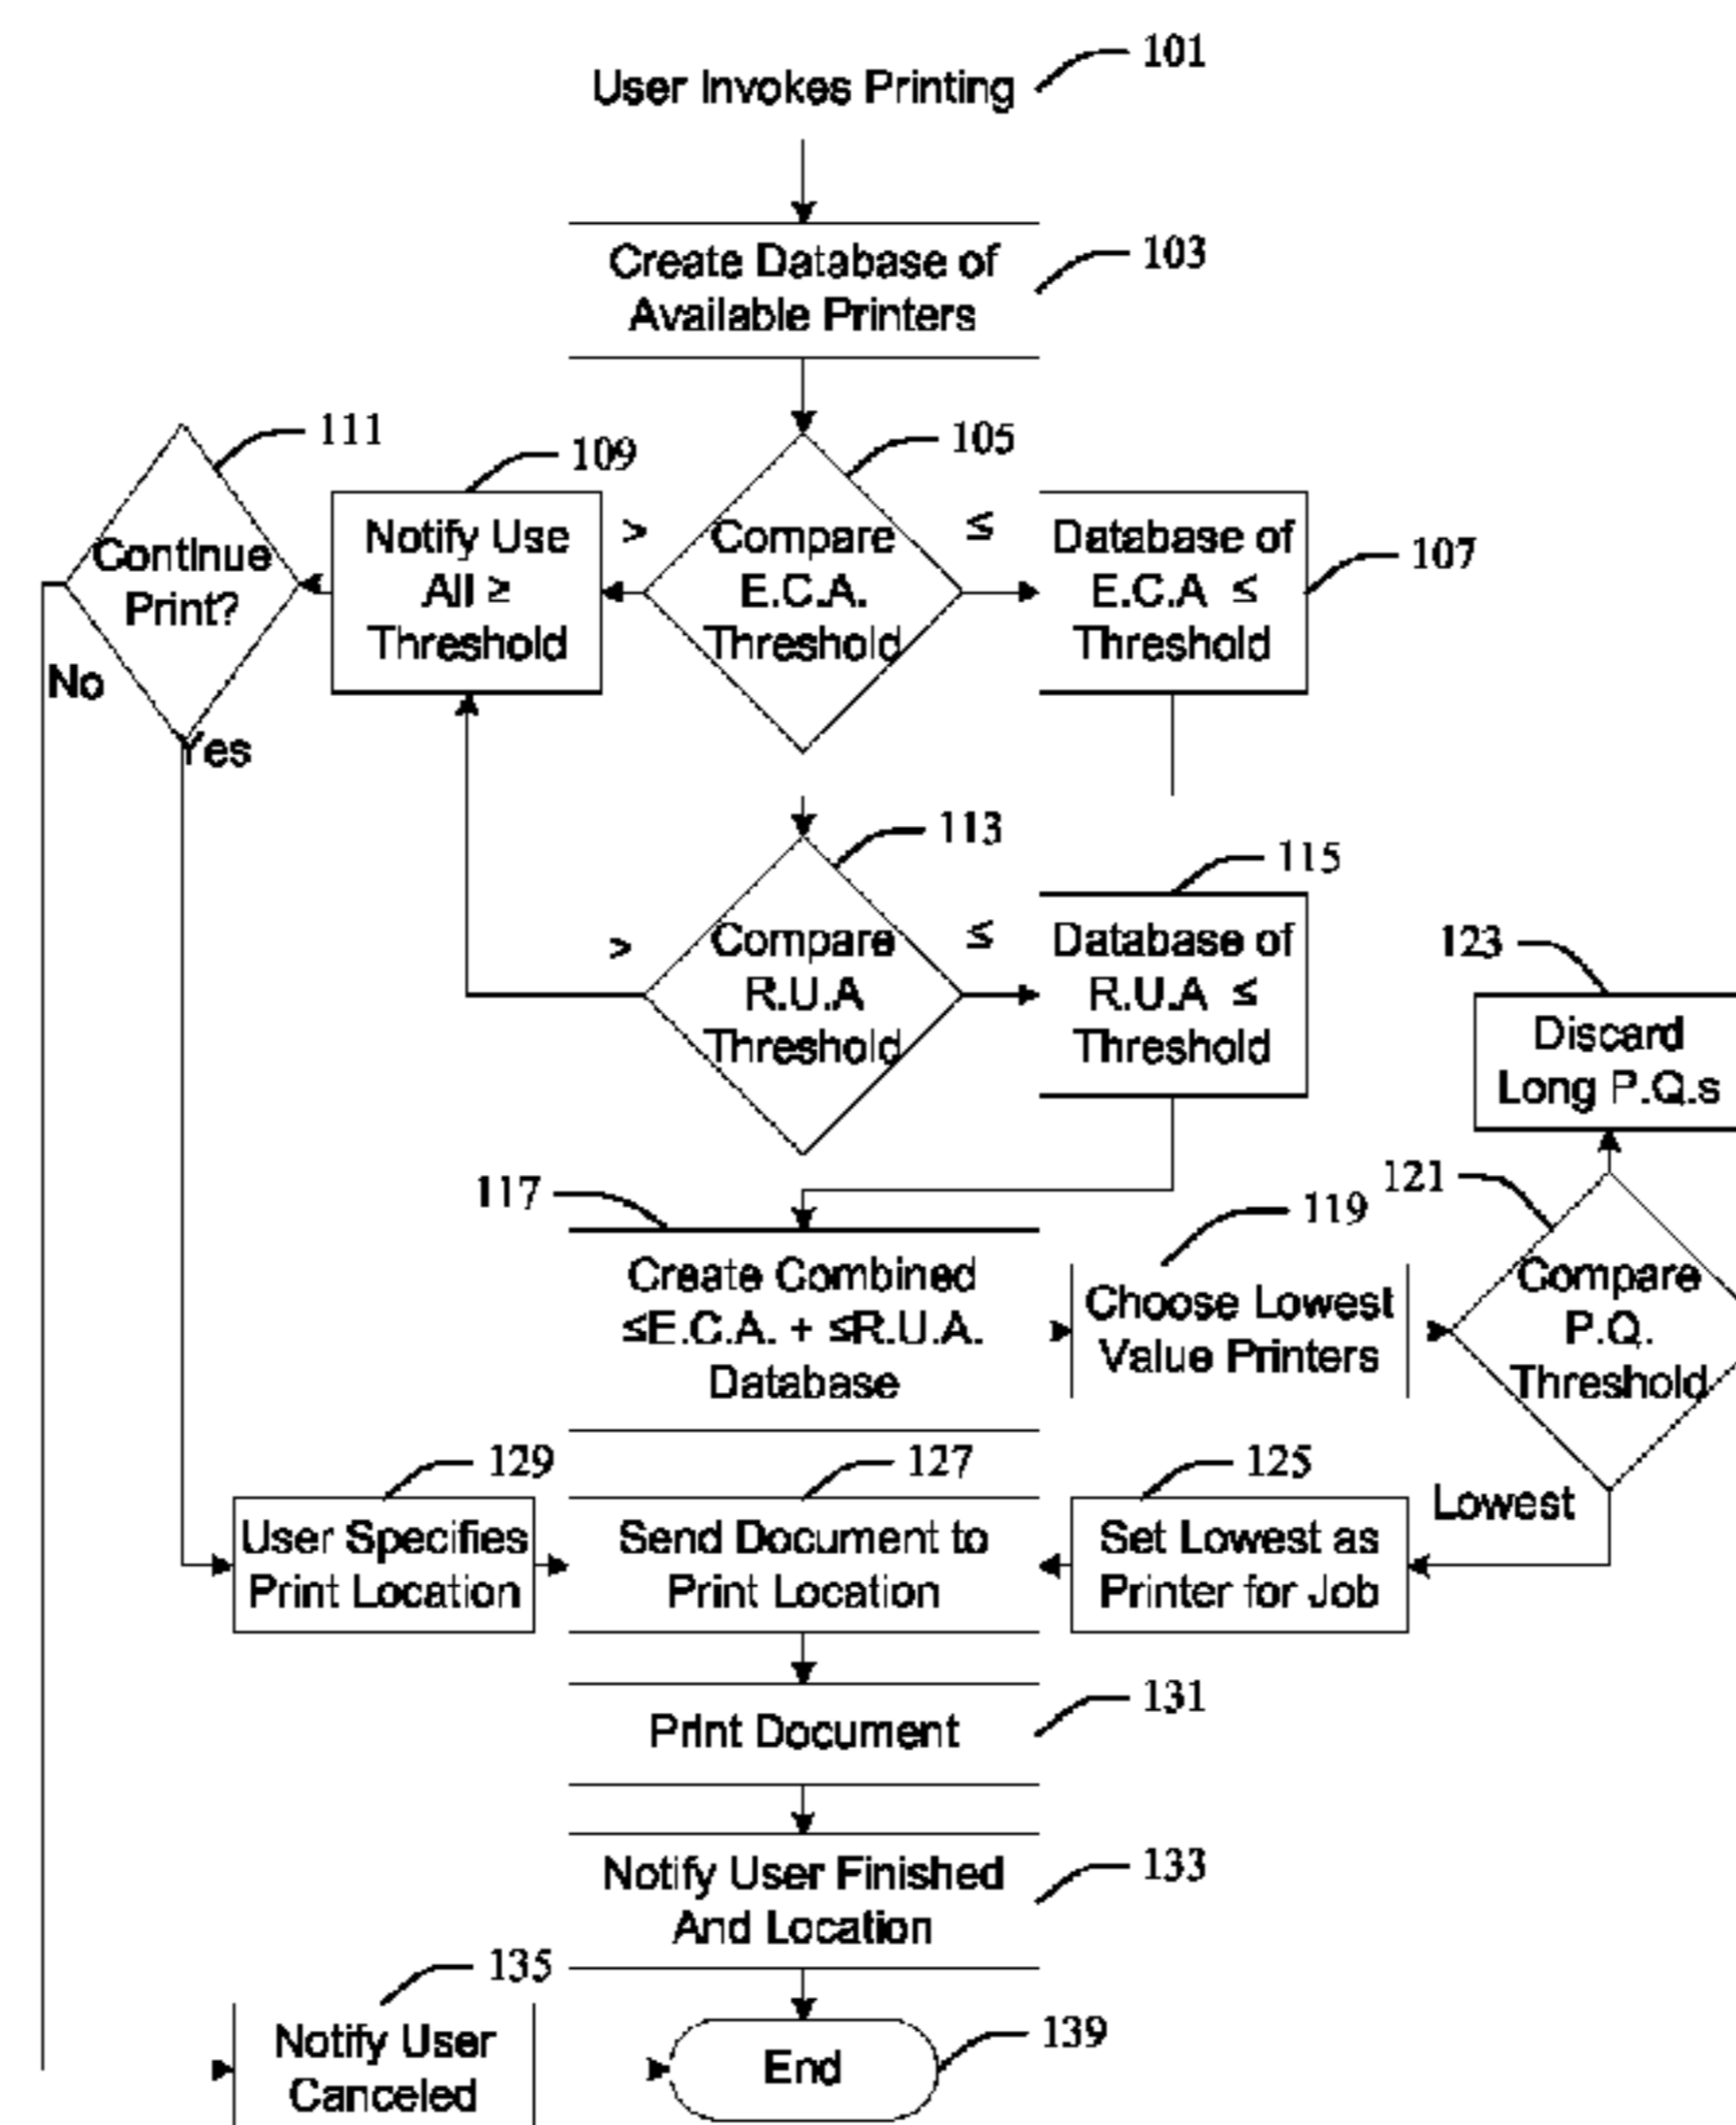 101
User Invokes Printing
103
Create Database of
Available Printers
111
109
105
Continue
Print?
Notify Use
All ≥
Threshold
>
Compare
E.C.A.
Threshold
≤
Database of
E.C.A ≤
Threshold
107
No
Yes
113
115
>
Compare
R.U.A
Threshold
≤
Database of
R.U.A ≤
Threshold
123
Discard
Long P.Q.s
117
119
121
Create Combined
≤E.C.A. + ≤R.U.A.
Database
Choose Lowest
Value Printers
Compare
P.Q.
Threshold
129
127
125
Lowest
User Specifies
Print Location
Send Document to
Print Location
Set Lowest as
Printer for Job
131
Print Document
133
Notify User Finished
And Location
135
Notify User
Canceled
End
139